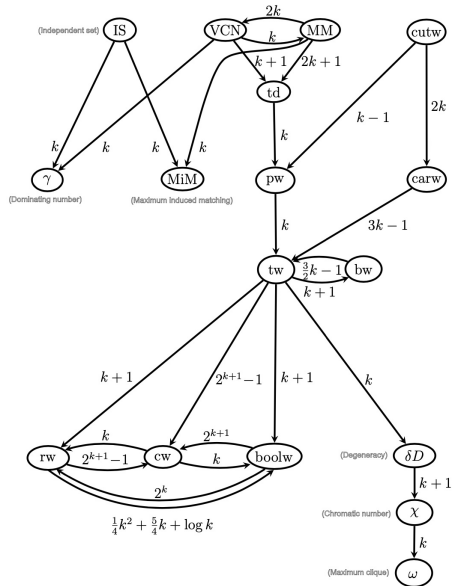 2k
(Independent set) IS VCN MM cutw
k
k+1 2k+1
td
2k
k−1
k k k k k
γ MiM pw carw
(Dominating number) (Maximum induced matching)
k 3k−1
tw 3/2k−1 bw
k+1
k+1 2^{k+1}−1 k+1 k
k 2^{k+1}
rw cw boolw (Degeneracy) δD
2^{k+1}−1 k
k+1
2^k
(Chromatic number) χ
1/4k²+5/4k+log k
k
(Maximum clique) ω